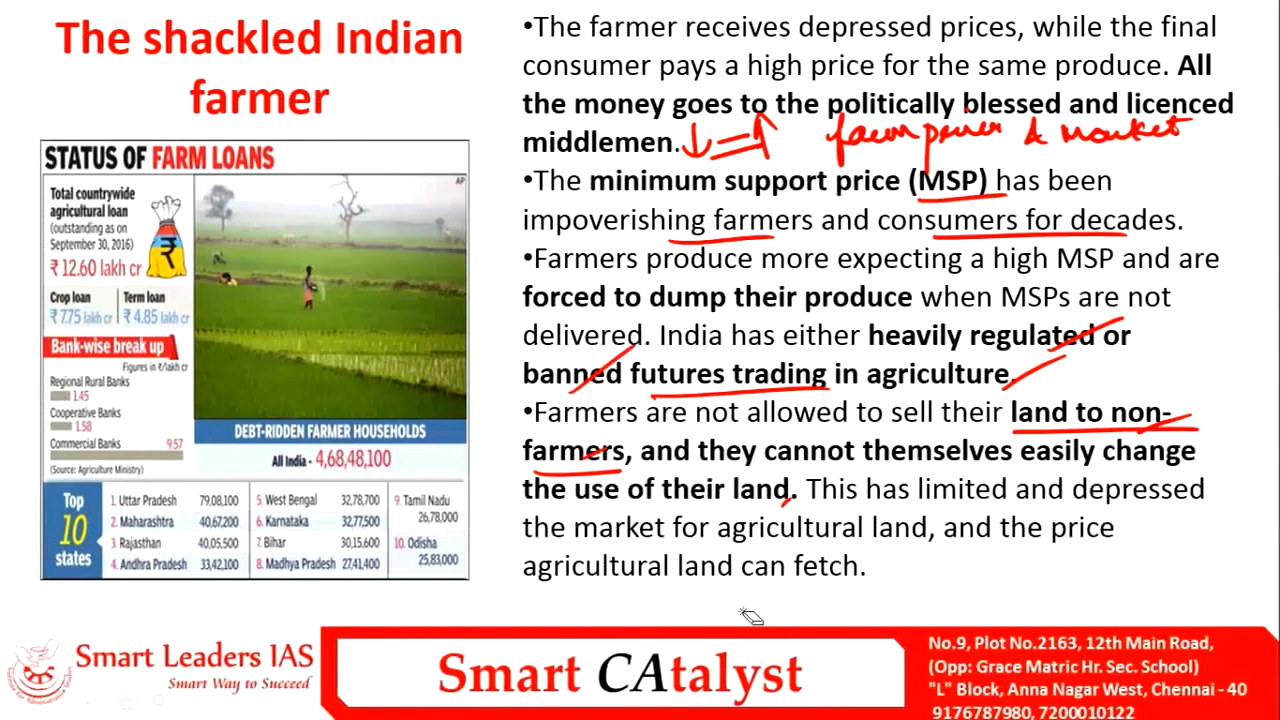 The shackled Indian
farmer
STATUS OF FARM LOANS
Total countrywide
agricultural loan
(outstanding as on
September 30, 2016)
₹ 12.60 lakh cr
Crop loan
₹ 7.75 lakh cr
Term loan
₹ 4.85 lakh cr
Bank-wise break up
Figures in ₹/lakh cr
Regional Rural Banks
1.45
Cooperative Banks
1.58
Commercial Banks
9.57
(Source: Agriculture Ministry)
AP
DEBT-RIDDEN FARMER HOUSEHOLDS
All India - 4,68,48,100
Top
10
states
1. Uttar Pradesh 79,08,100
2. Maharashtra 40,67,200
3. Rajasthan 40,05,500
4. Andhra Pradesh 33,42,100
5. West Bengal 32,78,700
6. Karnataka 32,77,500
7. Bihar 30,15,600
8. Madhya Pradesh 27,41,400
9. Tamil Nadu
26,78,000
10. Odisha
25,83,000
•The farmer receives depressed prices, while the final
consumer pays a high price for the same produce. All
the money goes to the politically blessed and licenced
middlemen.
farm & market
•The minimum support price (MSP) has been
impoverishing farmers and consumers for decades.
•Farmers produce more expecting a high MSP and are
forced to dump their produce when MSPs are not
delivered. India has either heavily regulated or
banned futures trading in agriculture.
•Farmers are not allowed to sell their land to non-
farmers, and they cannot themselves easily change
the use of their land. This has limited and depressed
the market for agricultural land, and the price
agricultural land can fetch.
Smart Leaders IAS
Smart Way to Succeed
Smart CAtalyst
No.9, Plot No.2163, 12th Main Road,
(Opp: Grace Matric Hr. Sec. School)
"L" Block, Anna Nagar West, Chennai - 40
9176787980, 7200010122